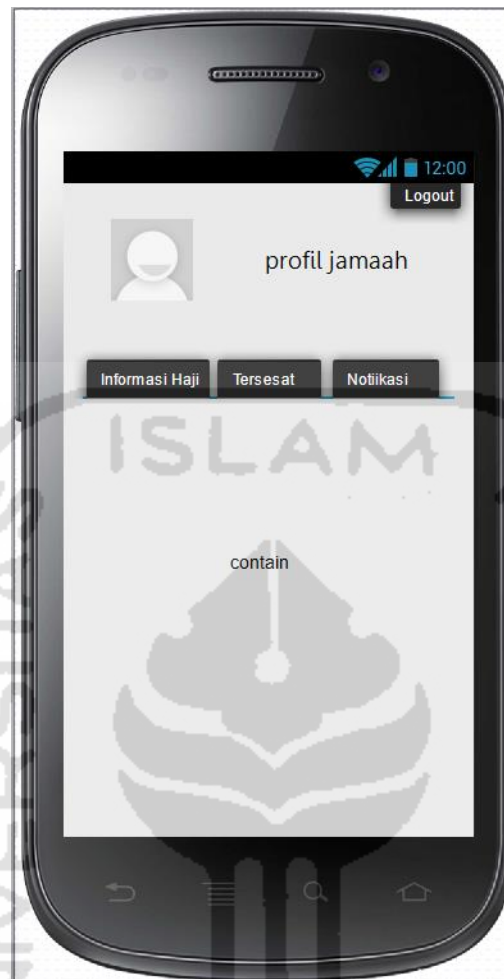 12:00
Logout
profil jamaah
Informasi Haji Tersesat Notiikasi
ISLAM
contain